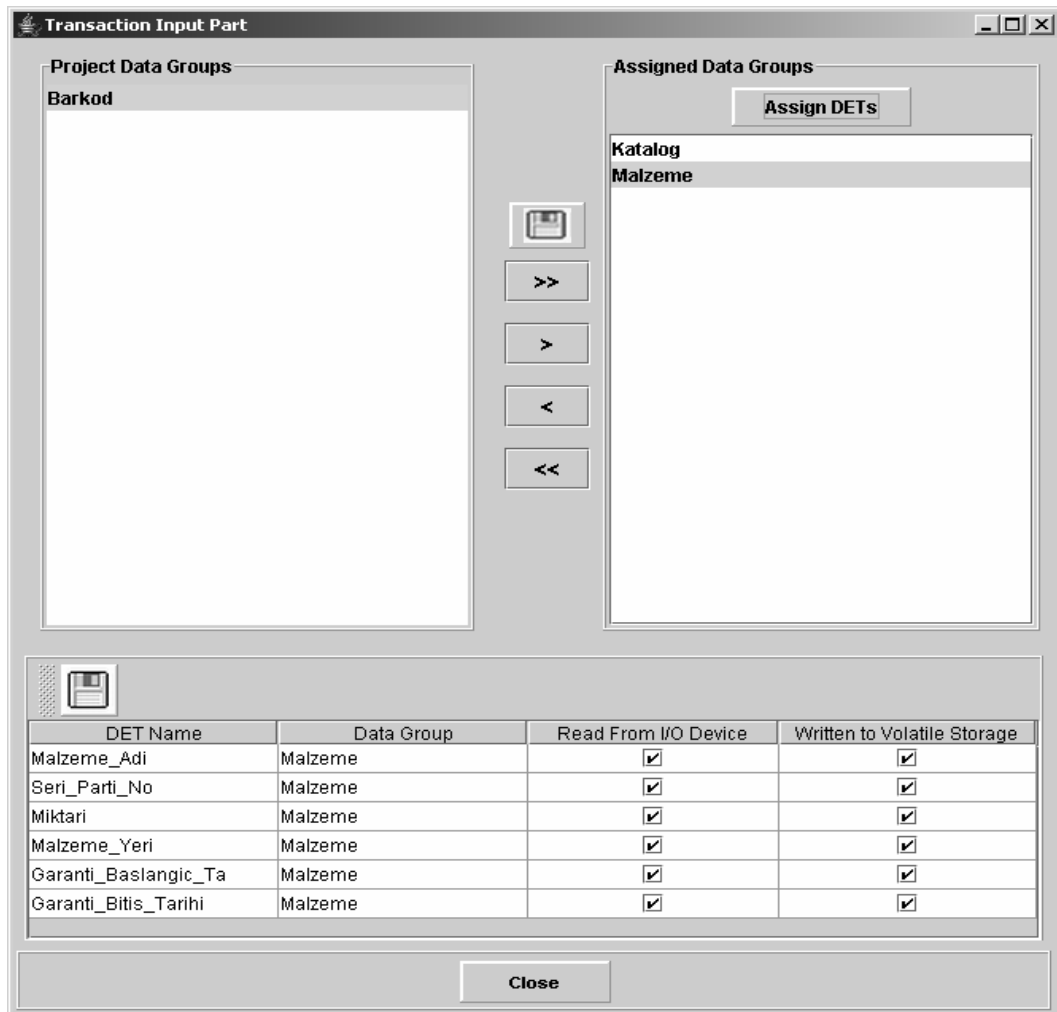 Transaction Input Part
Project Data Groups
Barkod
Assigned Data Groups
Assign DETs
Katalog
Malzeme
>>
>
<
<<
DET Name Data Group Read From I/O Device Written to Volatile Storage
Malzeme_Adi Malzeme
Seri_Parti_No Malzeme
Miktari Malzeme
Malzeme_Yeri Malzeme
Garanti_Baslangic_Ta Malzeme
Garanti_Bitis_Tarihi Malzeme
Close